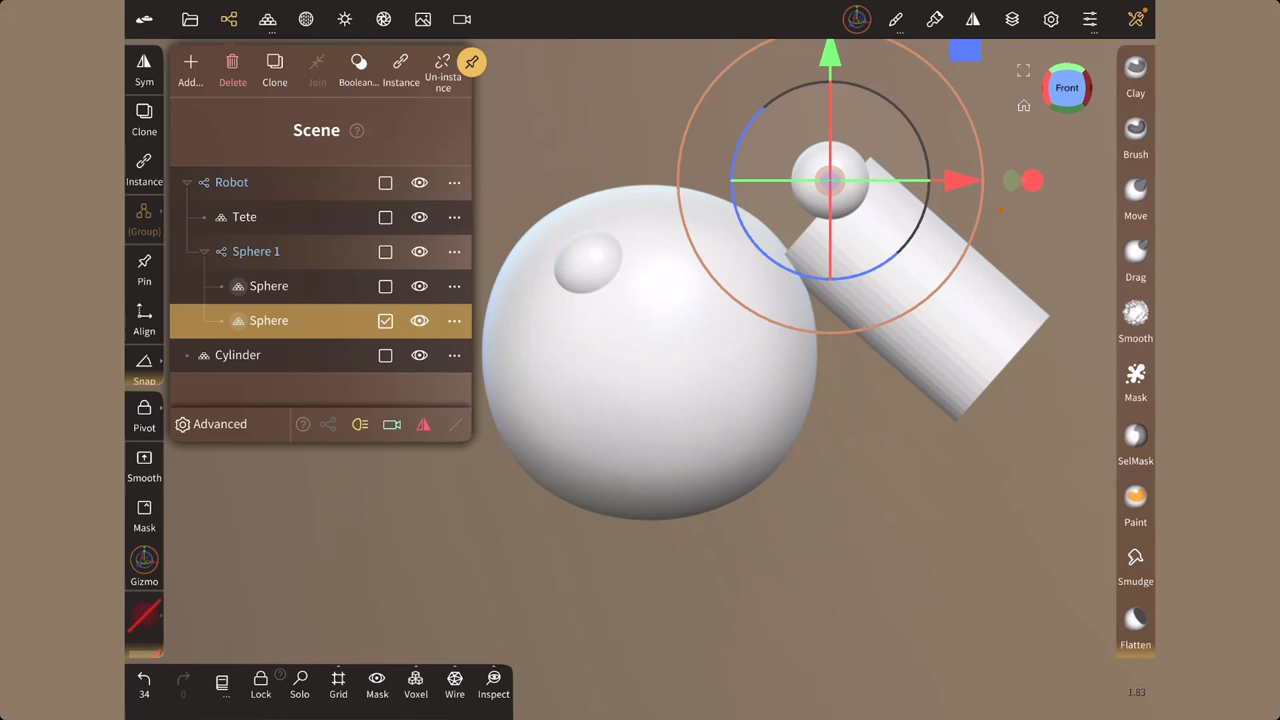 Sym
Clone
Instance
(Group)
Pin
Align
Snap
Pivot
Smooth
Mask
Gizmo
Add...
Delete
Clone
Join
Boolean...
Instance
Un-insta
nce
Scene ?
Robot
Tete
Sphere 1
Sphere
Sphere
Cylinder
Advanced ?
Front
Clay
Brush
Move
Drag
Smooth
Mask
SelMask
Paint
Smudge
Flatten
34
0
...
Lock
?
Solo
Grid
Mask
Voxel
Wire
Inspect
1.83